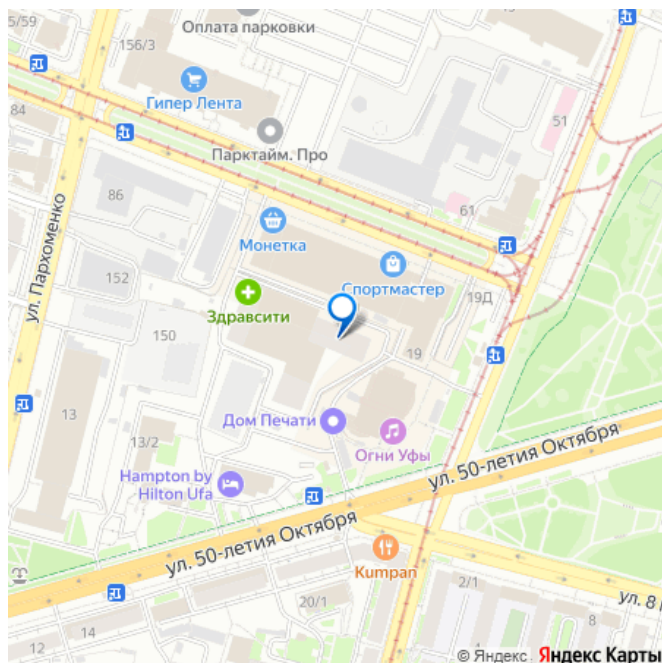 5/59
Оплата парковки
156/3
Гипер Лента
84
51
Парктайм. Про
86
61
ул. Пархоменко
Монетка
152
Спортмастер
19Д
Здравсити
150
19
13
Дом Печати
13/2
Огни Уфы
Hampton by
Hilton Ufa
ул. 50-летия Октября
ул. 50-летия Октября
Kumpan
2/1
20/1
ул. 8
8
14
12
© Яндекс Яндекс Карты